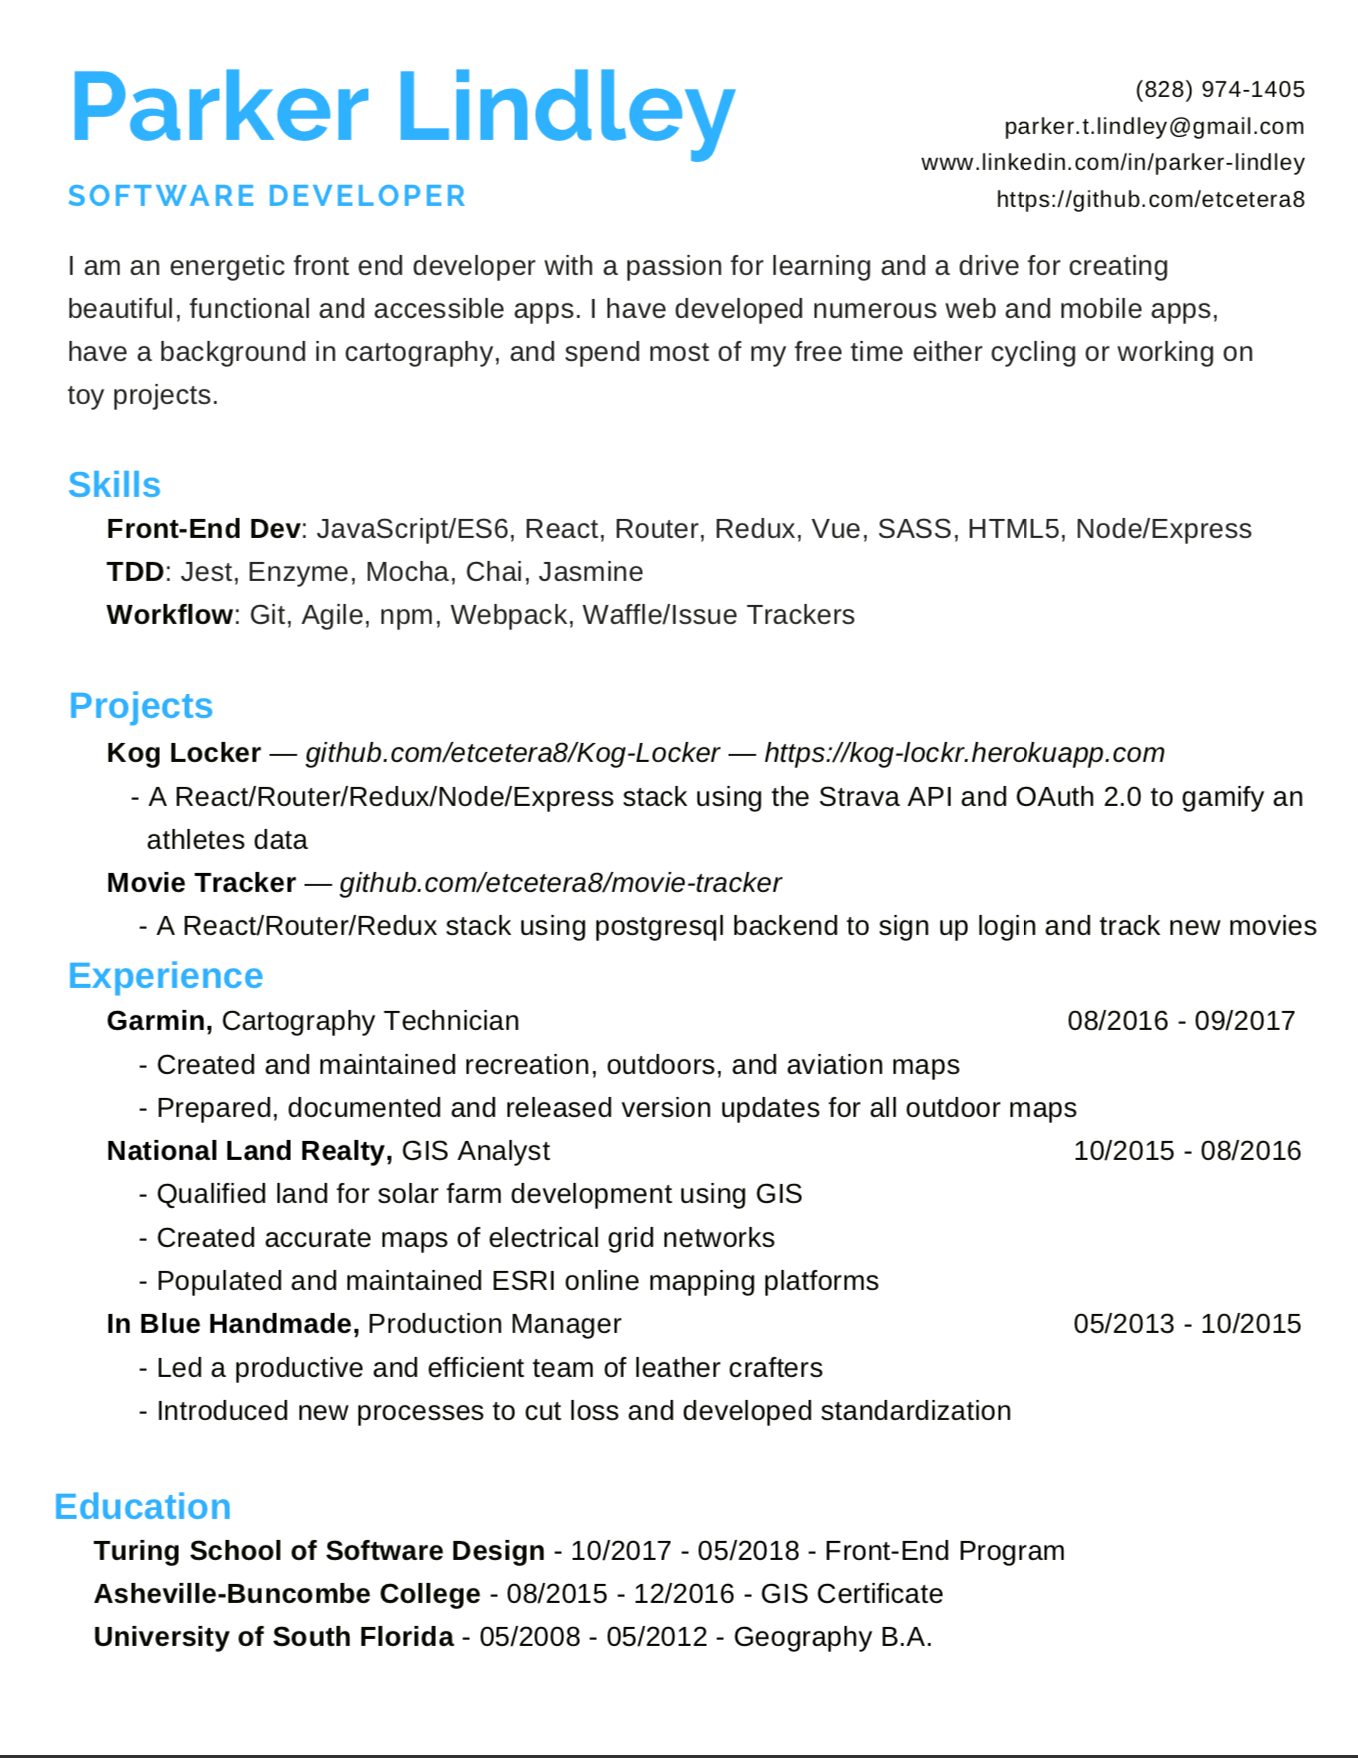 Parker Lindley
SOFTWARE DEVELOPER
(828) 974-1405
parker.t.lindley@gmail.com
www.linkedin.com/in/parker-lindley
https://github.com/etcetera8
I am an energetic front end developer with a passion for learning and a drive for creating
beautiful, functional and accessible apps. I have developed numerous web and mobile apps,
have a background in cartography, and spend most of my free time either cycling or working on
toy projects.
Skills
Front-End Dev: JavaScript/ES6, React, Router, Redux, Vue, SASS, HTML5, Node/Express
TDD: Jest, Enzyme, Mocha, Chai, Jasmine
Workflow: Git, Agile, npm, Webpack, Waffle/Issue Trackers
Projects
Kog Locker — github.com/etcetera8/Kog-Locker — https://kog-lockr.herokuapp.com
- A React/Router/Redux/Node/Express stack using the Strava API and OAuth 2.0 to gamify an
athletes data
Movie Tracker — github.com/etcetera8/movie-tracker
- A React/Router/Redux stack using postgresql backend to sign up login and track new movies
Experience
Garmin, Cartography Technician 08/2016 - 09/2017
- Created and maintained recreation, outdoors, and aviation maps
- Prepared, documented and released version updates for all outdoor maps
National Land Realty, GIS Analyst 10/2015 - 08/2016
- Qualified land for solar farm development using GIS
- Created accurate maps of electrical grid networks
- Populated and maintained ESRI online mapping platforms
In Blue Handmade, Production Manager 05/2013 - 10/2015
- Led a productive and efficient team of leather crafters
- Introduced new processes to cut loss and developed standardization
Education
Turing School of Software Design - 10/2017 - 05/2018 - Front-End Program
Asheville-Buncombe College - 08/2015 - 12/2016 - GIS Certificate
University of South Florida - 05/2008 - 05/2012 - Geography B.A.